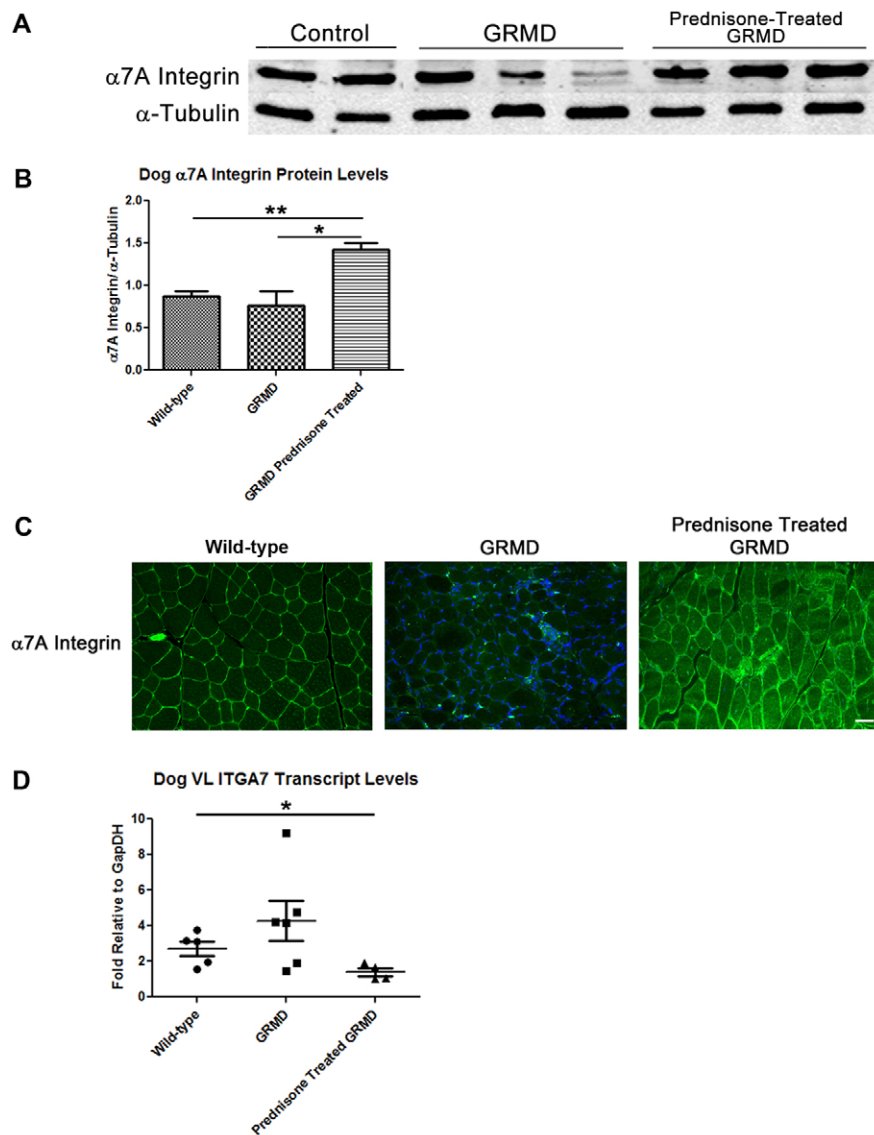 A
Control
GRMD
Prednisone-Treated
GRMD
α7A Integrin
α-Tubulin
B
Dog α7A Integrin Protein Levels
α7A Integrin/α-Tubulin
2.0
1.5
1.0
0.5
0.0
**
*
Wild-type
GRMD
GRMD Prednisone Treated
C
Wild-type
GRMD
Prednisone Treated
GRMD
α7A Integrin
D
Dog VL ITGA7 Transcript Levels
Fold Relative to GapDH
10
8
6
4
2
0
*
Wild-type
GRMD
Prednisone Treated GRMD